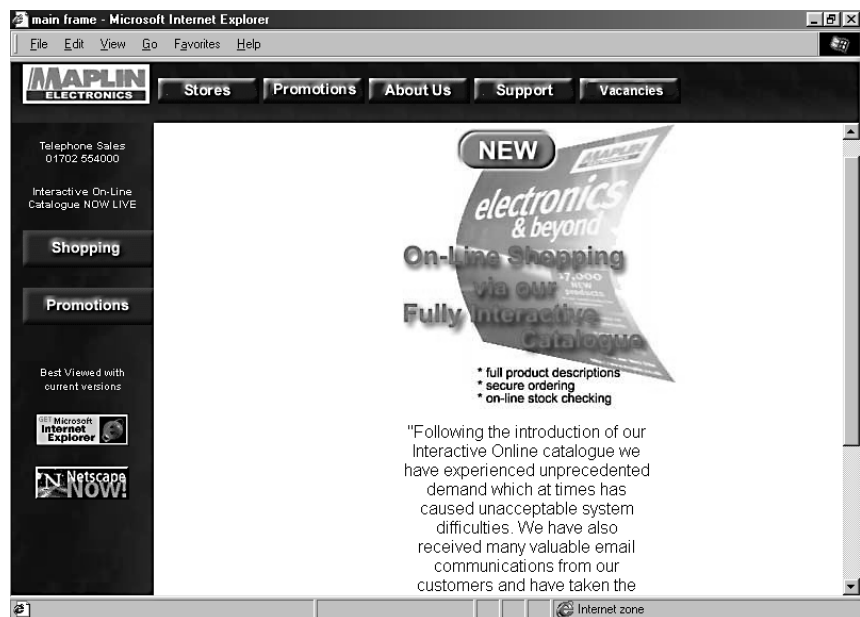 main frame - Microsoft Internet Explorer
File Edit View Go Favorites Help
MAPLIN
ELECTRONICS
Stores Promotions About Us Support Vacancies
Telephone Sales
01702 554000
Interactive On-Line
Catalogue NOW LIVE
Shopping
Promotions
Best Viewed with
current versions
GET Microsoft
Internet
Explorer
N Netscape
NOW!
NEW
MAPLIN
electronics
& beyond
On-Line Shopping
NEW
products
via our
Fully Interactive
Catalogue
* full product descriptions
* secure ordering
* on-line stock checking
"Following the introduction of our
Interactive Online catalogue we
have experienced unprecedented
demand which at times has
caused unacceptable system
difficulties. We have also
received many valuable email
communications from our
customers and have taken the
Internet zone